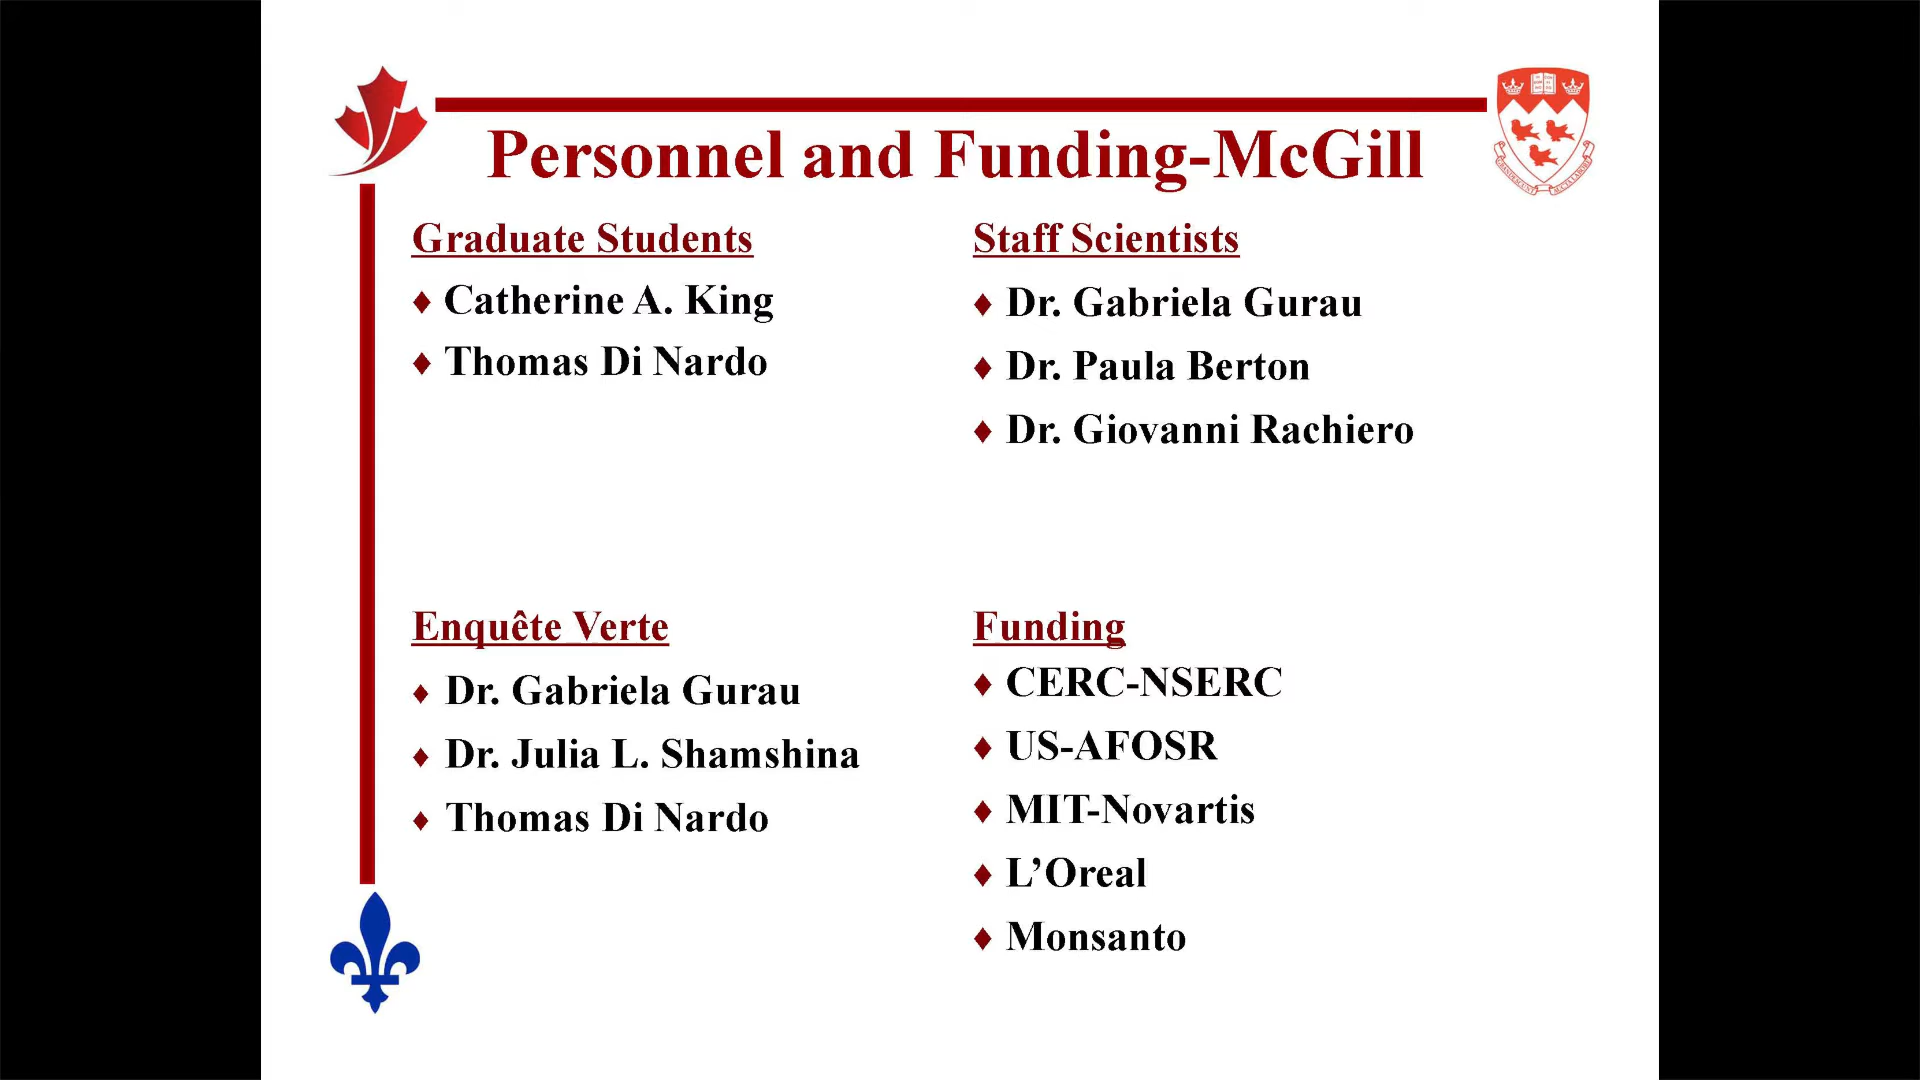 Personnel and Funding-McGill
Graduate Students
♦ Catherine A. King
♦ Thomas Di Nardo
Staff Scientists
♦ Dr. Gabriela Gurau
♦ Dr. Paula Berton
♦ Dr. Giovanni Rachiero
Enquête Verte
♦ Dr. Gabriela Gurau
♦ Dr. Julia L. Shamshina
♦ Thomas Di Nardo
Funding
♦ CERC-NSERC
♦ US-AFOSR
♦ MIT-Novartis
♦ L’Oreal
♦ Monsanto